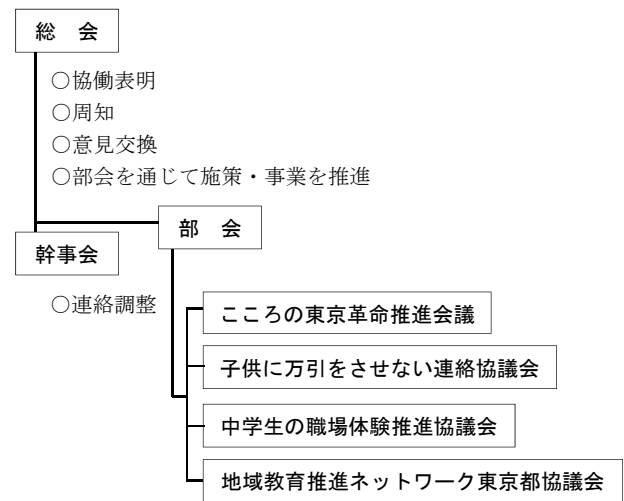 総　会
○協働表明
○周知
○意見交換
○部会を通じて施策・事業を推進
部　会
幹事会
○連絡調整
こころの東京革命推進会議
子供に万引をさせない連絡協議会
中学生の職場体験推進協議会
地域教育推進ネットワーク東京都協議会